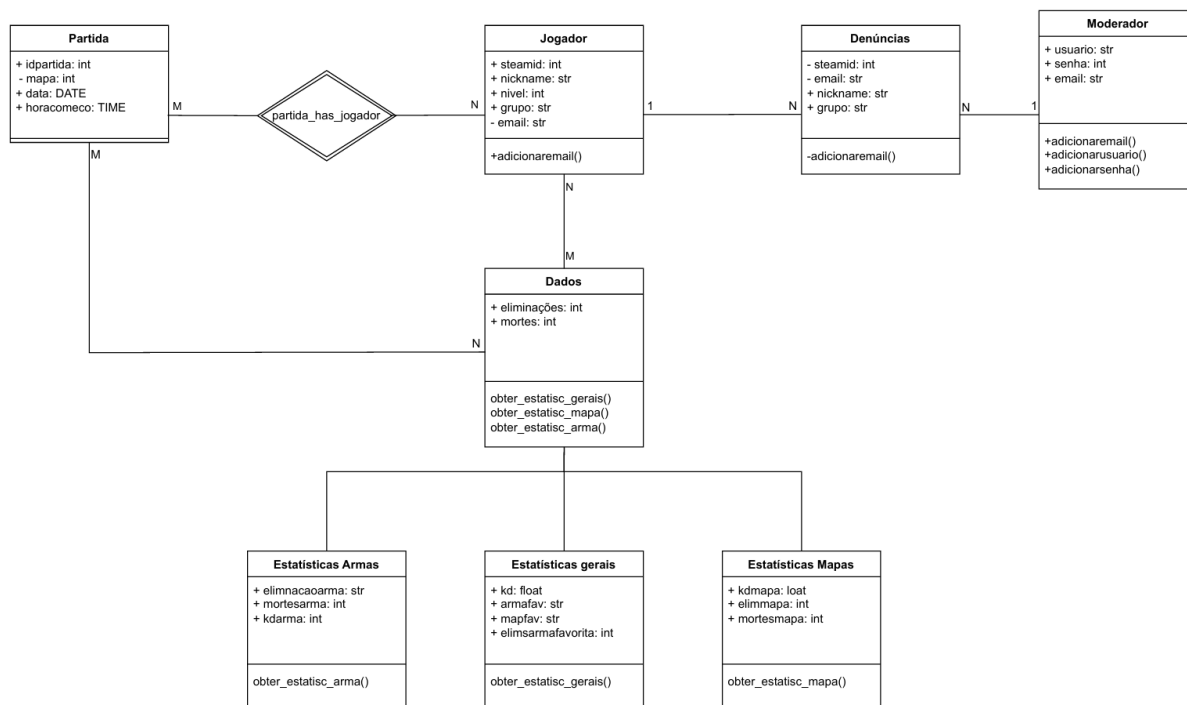 Partida
+ idpartida: int
- mapa: int
+ data: DATE
+ horacomeco: TIME
M
partida_has_jogador
N
Jogador
+ steamid: int
+ nickname: str
+ nivel: int
+ grupo: str
- email: str
+adicionaremail()
1
N
Denúncias
- steamid: int
- email: str
+ nickname: str
+ grupo: str
-adicionaremail()
N
1
Moderador
+ usuario: str
+ senha: int
+ email: str
+adicionaremail()
+adicionarusuario()
+adicionarsenha()
M
N
N
M
Dados
+ eliminações: int
+ mortes: int
obter_estatisc_gerais()
obter_estatisc_mapa()
obter_estatisc_arma()
Estatísticas Armas
+ elimnacaoarma: str
+ mortesarma: int
+ kdarma: int
obter_estatisc_arma()
Estatísticas gerais
+ kd: float
+ armafav: str
+ mapfav: str
+ elimsarmafavorita: int
obter_estatisc_gerais()
Estatísticas Mapas
+ kdmapa: loat
+ elimmapa: int
+ mortesmapa: int
obter_estatisc_mapa()